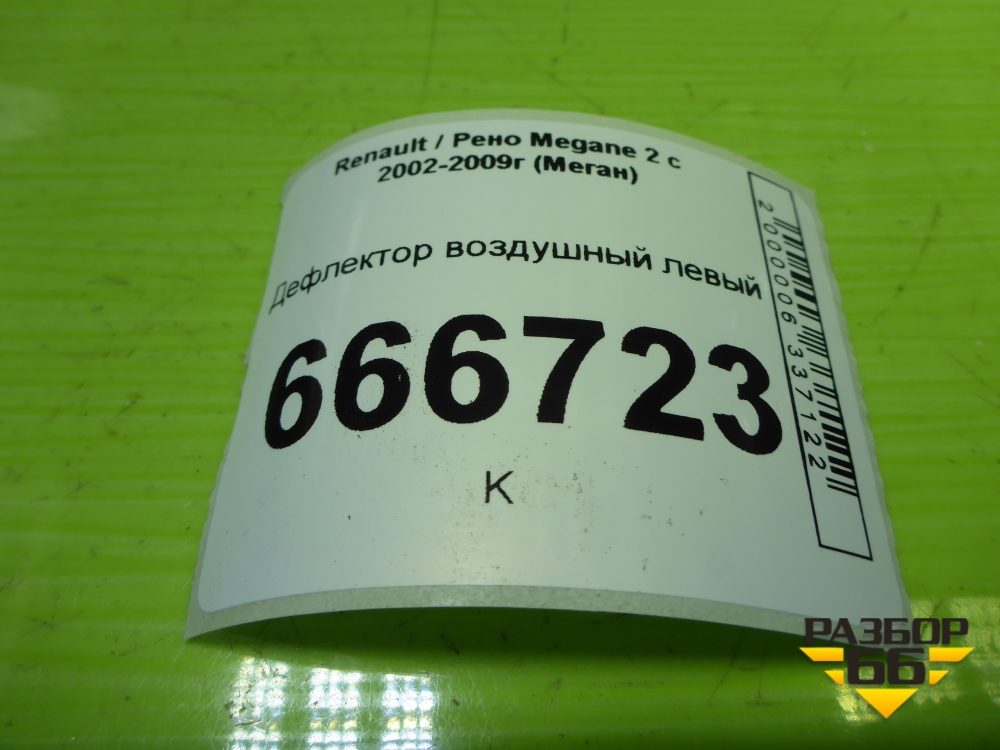 Renault / Рено Megane 2 с
2002-2009г (Меган)
Дефлектор воздушный левый
666723
К
2000006337122
РАЗБОР
66